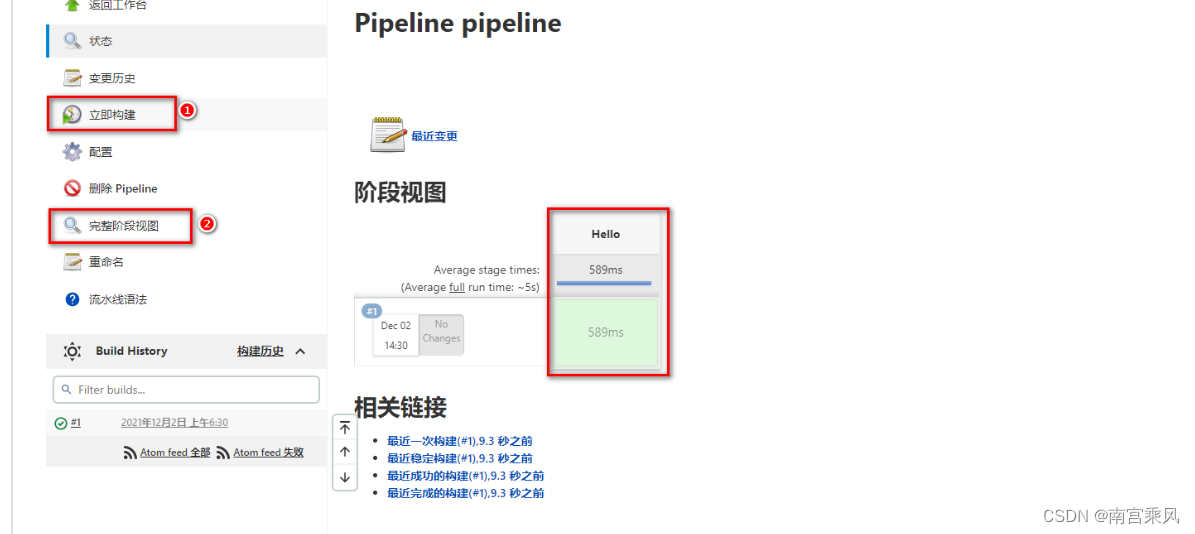 返回工作台
状态
变更历史
立即构建
1
配置
删除 Pipeline
完整阶段视图
2
重命名
流水线语法
Build History
构建历史
Filter builds...
#1
2021年12月2日 上午6:30
Atom feed 全部
Atom feed 失败
Pipeline pipeline
最近变更
阶段视图
Hello
Average stage times:
589ms
(Average full run time: ~5s)
#1
Dec 02
14:30
No
Changes
589ms
相关链接
最近一次构建(#1),9.3 秒之前
最近稳定构建(#1),9.3 秒之前
最近成功的构建(#1),9.3 秒之前
最近完成的构建(#1),9.3 秒之前
CSDN @南宫乘风